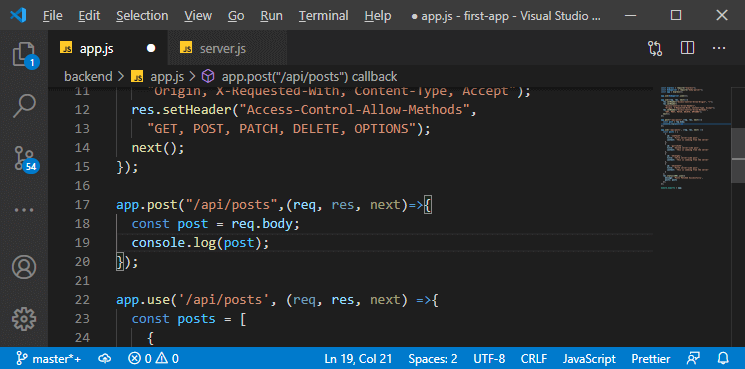 File Edit Selection View Go Run Terminal Help ● app.js - first-app - Visual Studio ...
JS app.js ● JS server.js ...
backend > JS app.js > app.post("/api/posts") callback
11 "Origin, X-Requested-With, Content-Type, Accept");
12 res.setHeader("Access-Control-Allow-Methods",
13 "GET, POST, PATCH, DELETE, OPTIONS");
14 next();
15 });
16
17 app.post("/api/posts",(req, res, next)=>{
18 const post = req.body;
19 console.log(post);
20 });
21
22 app.use('/api/posts', (req, res, next) =>{
23 const posts = [
24 {
1
54
...
master*+ 0 0 Ln 19, Col 21 Spaces: 2 UTF-8 CRLF JavaScript Prettier